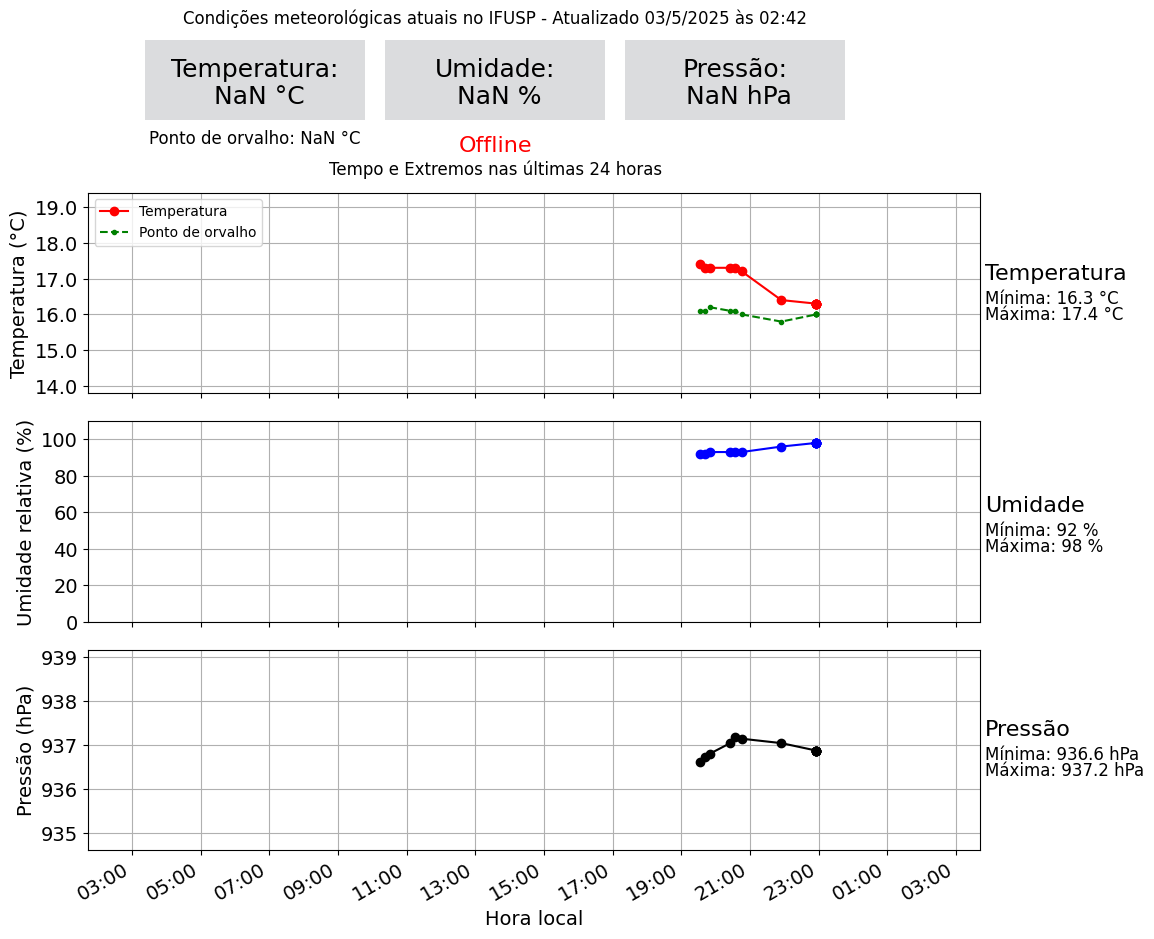 Condições meteorológicas atuais no IFUSP - Atualizado 03/5/2025 às 02:42
Temperatura:
NaN °C
Umidade:
NaN %
Pressão:
NaN hPa
Ponto de orvalho: NaN °C
Offline
Tempo e Extremos nas últimas 24 horas
Temperatura (°C)
19.0
18.0
17.0
16.0
15.0
14.0
Temperatura
Ponto de orvalho
Temperatura
Mínima: 16.3 °C
Máxima: 17.4 °C
Umidade relativa (%)
100
80
60
40
20
0
Umidade
Mínima: 92 %
Máxima: 98 %
Pressão (hPa)
939
938
937
936
935
Pressão
Mínima: 936.6 hPa
Máxima: 937.2 hPa
03:00 05:00 07:00 09:00 11:00 13:00 15:00 17:00 19:00 21:00 23:00 01:00 03:00
Hora local